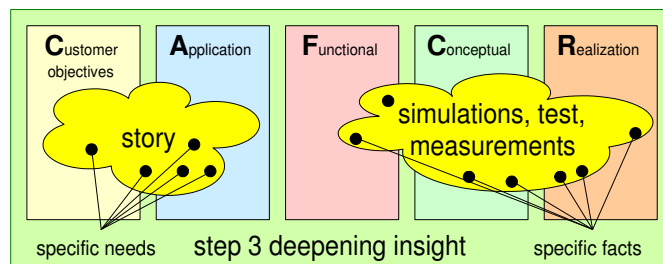 Customer
objectives
Application
Functional
Conceptual
Realization
story
simulations, test,
measurements
specific needs
step 3 deepening insight
specific facts